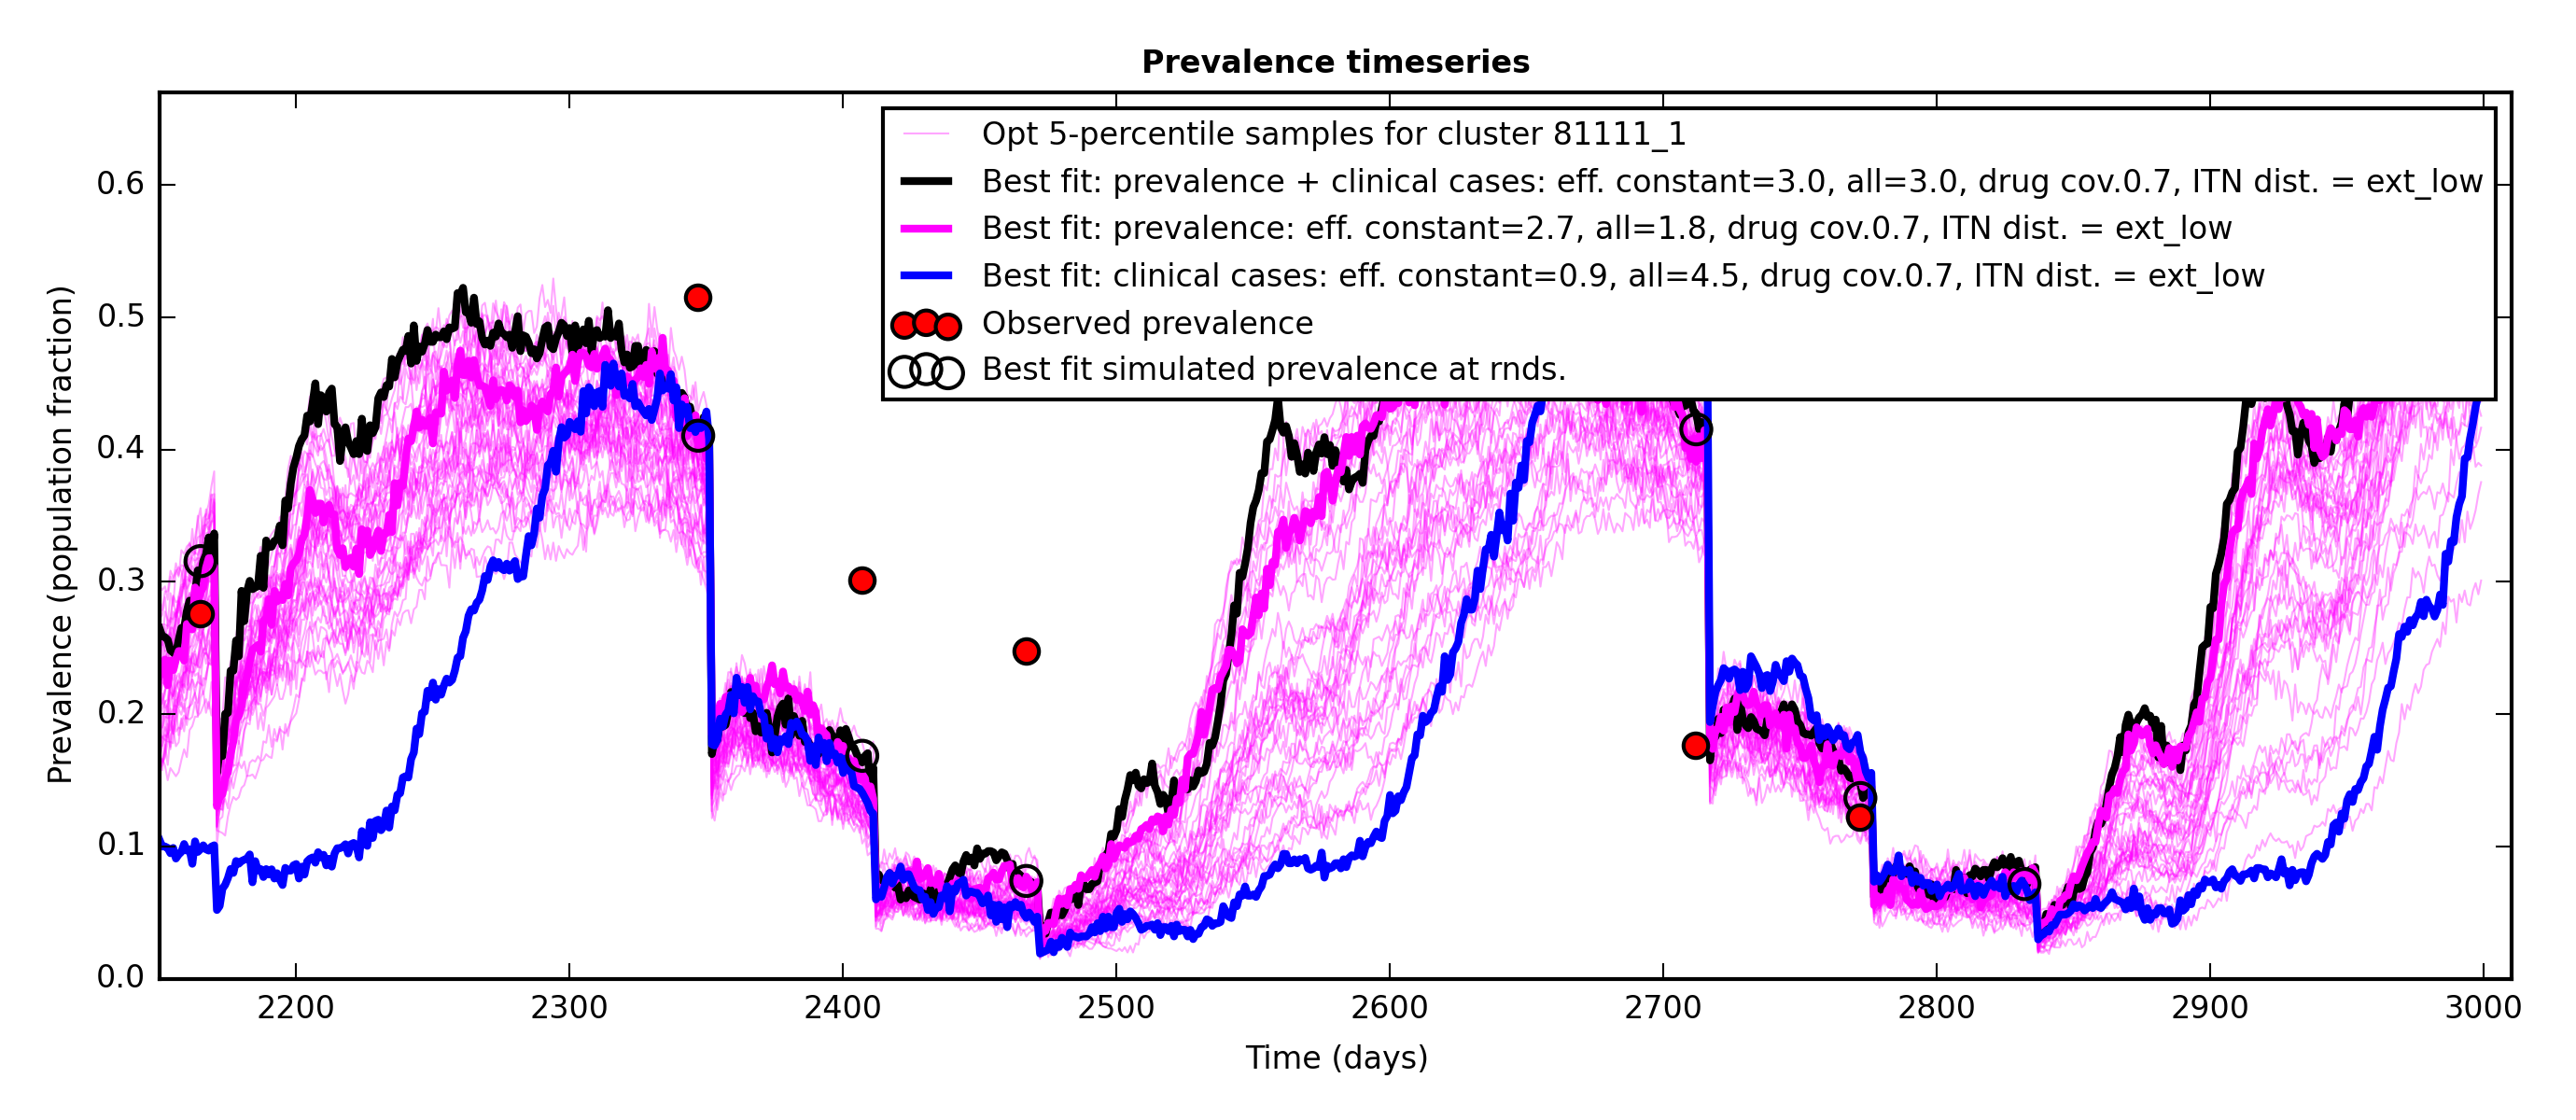 Prevalence timeseries
Opt 5-percentile samples for cluster 81111_1
Best fit: prevalence + clinical cases: eff. constant=3.0, all=3.0, drug cov.0.7, ITN dist. = ext_low
Best fit: prevalence: eff. constant=2.7, all=1.8, drug cov.0.7, ITN dist. = ext_low
Best fit: clinical cases: eff. constant=0.9, all=4.5, drug cov.0.7, ITN dist. = ext_low
Observed prevalence
Best fit simulated prevalence at rnds.
Prevalence (population fraction)
0.6
0.5
0.4
0.3
0.2
0.1
0.0
2200 2300 2400 2500 2600 2700 2800 2900 3000
Time (days)